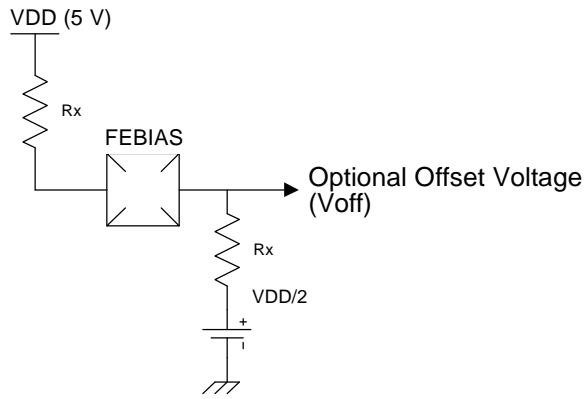 VDD (5 V)
Rx
FEBIAS
Optional Offset Voltage
(Voff)
Rx
VDD/2
+
-